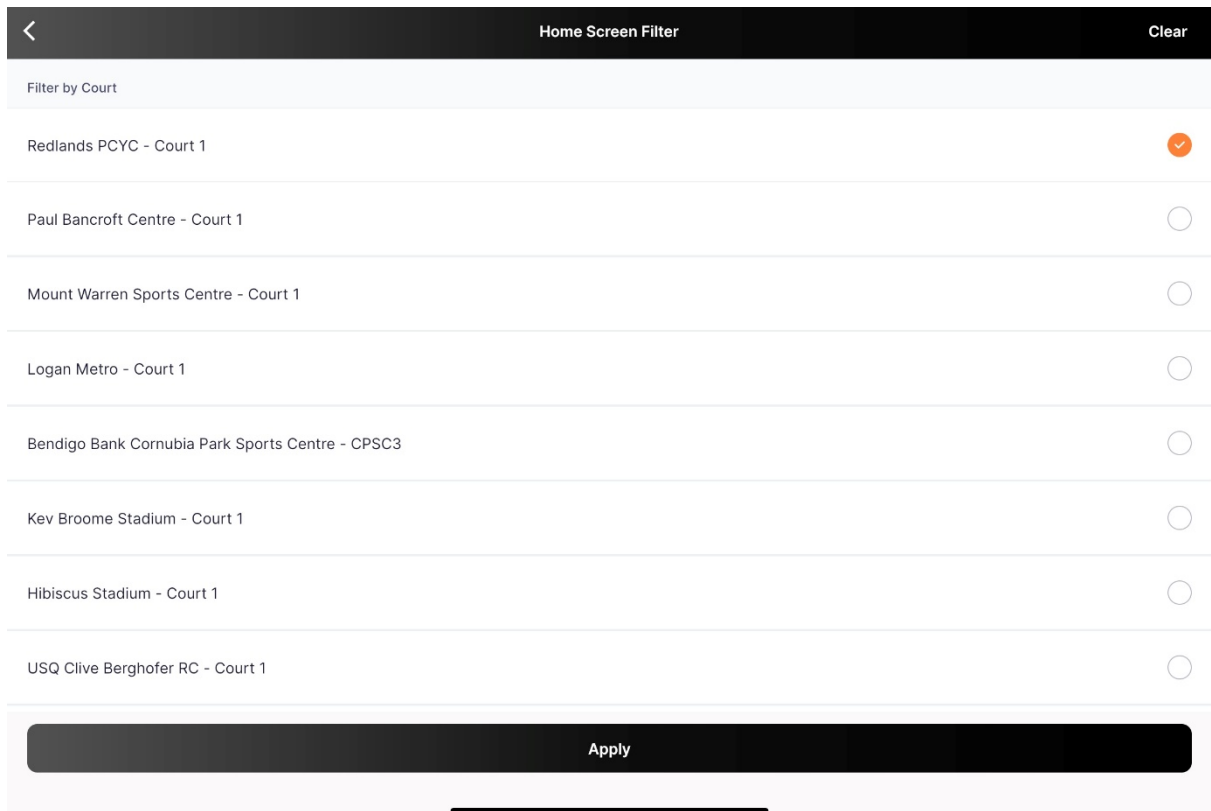 Home Screen Filter
Clear
Filter by Court
Redlands PCYC - Court 1
Paul Bancroft Centre - Court 1
Mount Warren Sports Centre - Court 1
Logan Metro - Court 1
Bendigo Bank Cornubia Park Sports Centre - CPSC3
Kev Broome Stadium - Court 1
Hibiscus Stadium - Court 1
USQ Clive Berghofer RC - Court 1
Apply